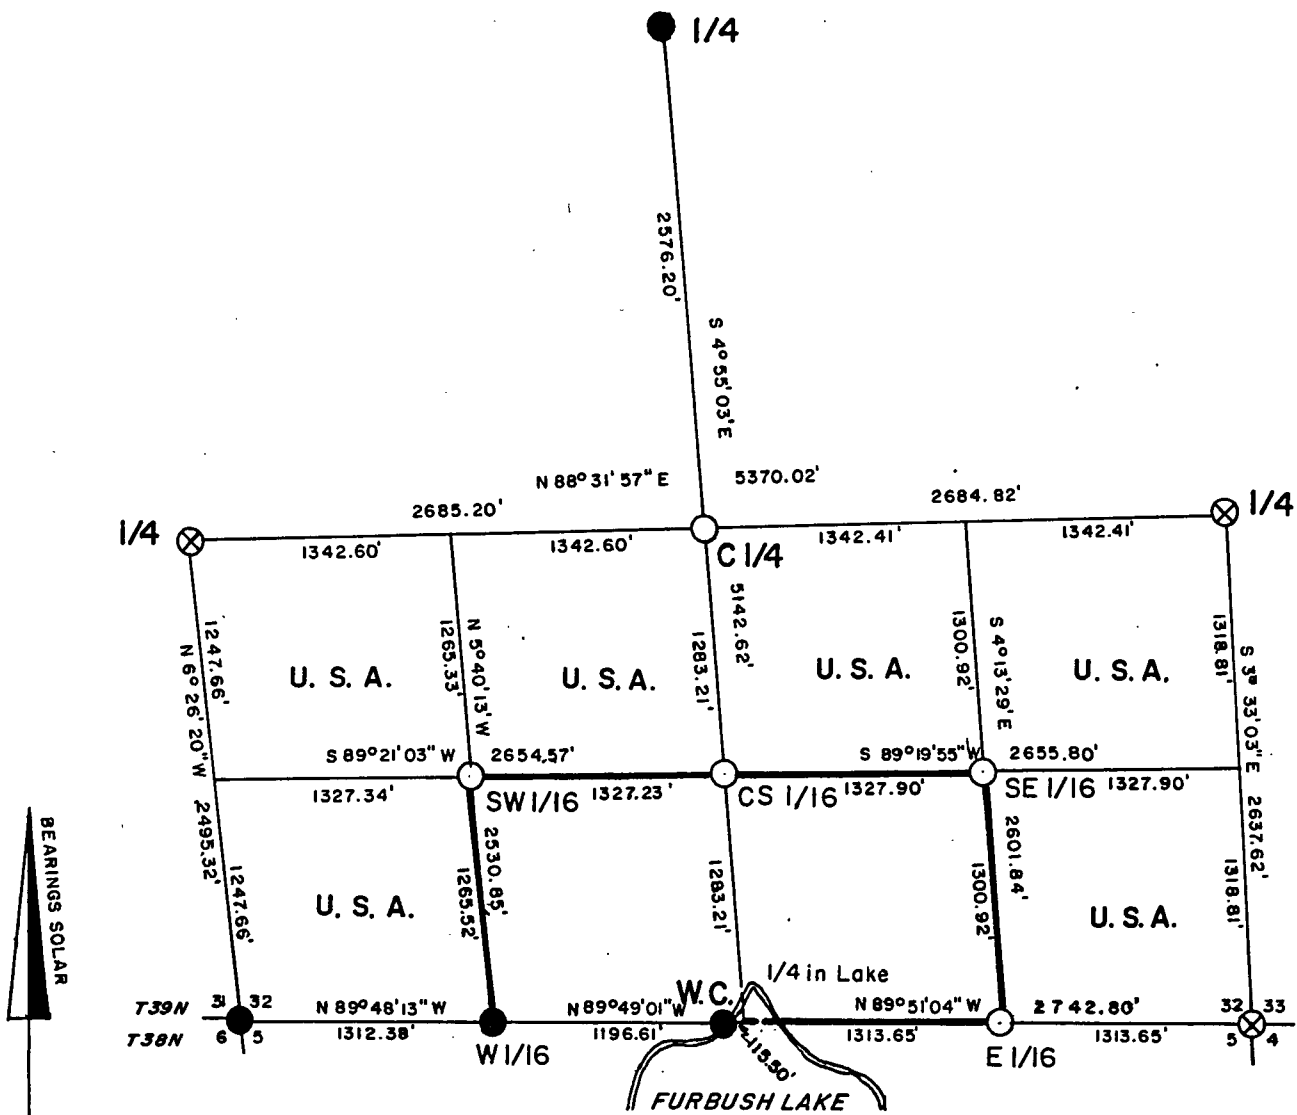 1/4
2576.20'
S 4° 55' 03' E
N 88° 31' 57" E 5370.02'
2685.20' 2684.82'
1/4 1/4
1342.60' 1342.60' 1342.41' 1342.41'
C 1/4
5142.62'
1247.66' 1265.33' 1283.21' 1300.92' 1318.81'
N 6° 26' 20" W N 5° 40' 13' W S 4° 13' 29' E S 3° 33' 03" E
U. S. A. U. S. A. U. S. A. U. S. A.
S 89° 21' 03" W 2654.57' S 89° 19' 55" W 2655.80'
1327.34' SW 1/16 1327.23' CS 1/16 1327.90' SE 1/16 1327.90'
2495.32' 2530.85' 2601.84' 2637.62'
1247.66' 1265.52' 1283.21' 1300.92' 1318.81'
BEARINGS SOLAR
U. S. A. U. S. A.
1/4 in Lake
T39N 31 32 N 89° 48' 13" W N 89° 49' 01" W W.C. N 89° 51' 04" W 2742.80' 32 33
T38N 6 5 1312.38' 1196.61' 1313.65' 1313.65' 5 4
W 1/16 115.50' E 1/16
FURBUSH LAKE